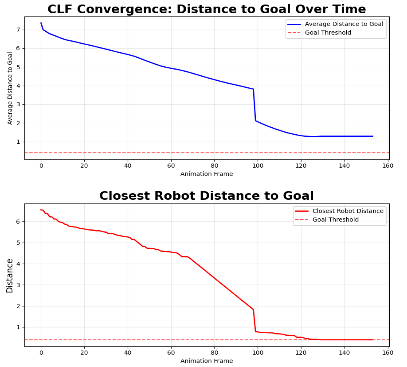 CLF Convergence: Distance to Goal Over Time
Average Distance to Goal
7
6
5
4
3
2
1
Average Distance to Goal
Goal Threshold
0 20 40 60 80 100 120 140 160
Animation Frame
Closest Robot Distance to Goal
Distance
6
5
4
3
2
1
Closest Robot Distance
Goal Threshold
0 20 40 60 80 100 120 140 160
Animation Frame